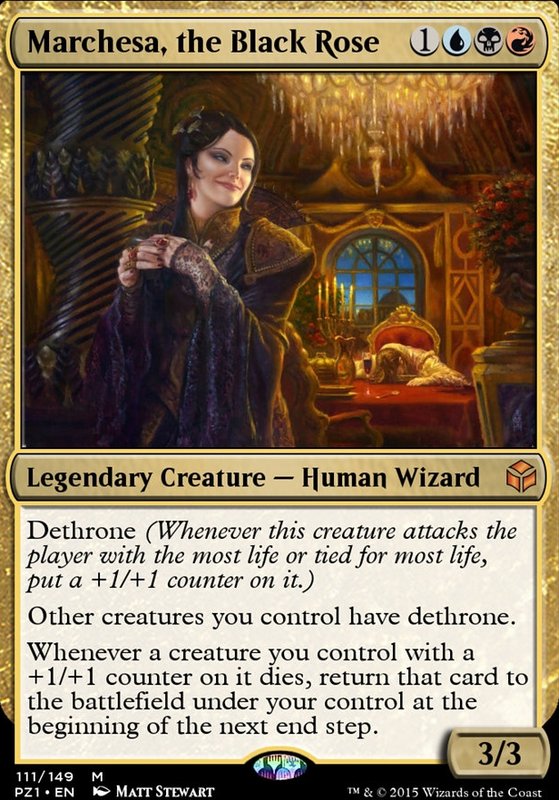 Marchesa, the Black Rose 1
Legendary Creature — Human Wizard
Dethrone (Whenever this creature attacks the
player with the most life or tied for most life,
put a +1/+1 counter on it.)
Other creatures you control have dethrone.
Whenever a creature you control with a
+1/+1 counter on it dies, return that card to
the battlefield under your control at the
beginning of the next end step.
3/3
111/149 M
PZ1 • EN Matt Stewart
™ & © 2015 Wizards of the Coast